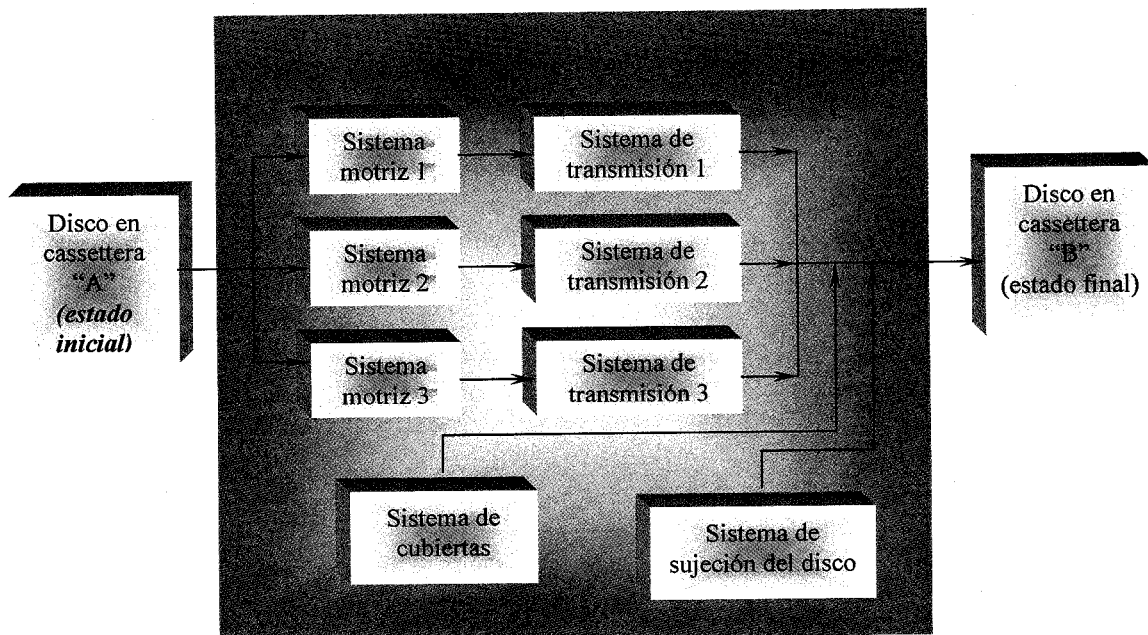 Disco en
cassettera
“A”
(estado
inicial)
Sistema
motriz 1
Sistema de
transmisión 1
Sistema
motriz 2
Sistema de
transmisión 2
Sistema
motriz 3
Sistema de
transmisión 3
Sistema de
cubiertas
Sistema de
sujeción del disco
Disco en
cassettera
“B”
(estado final)